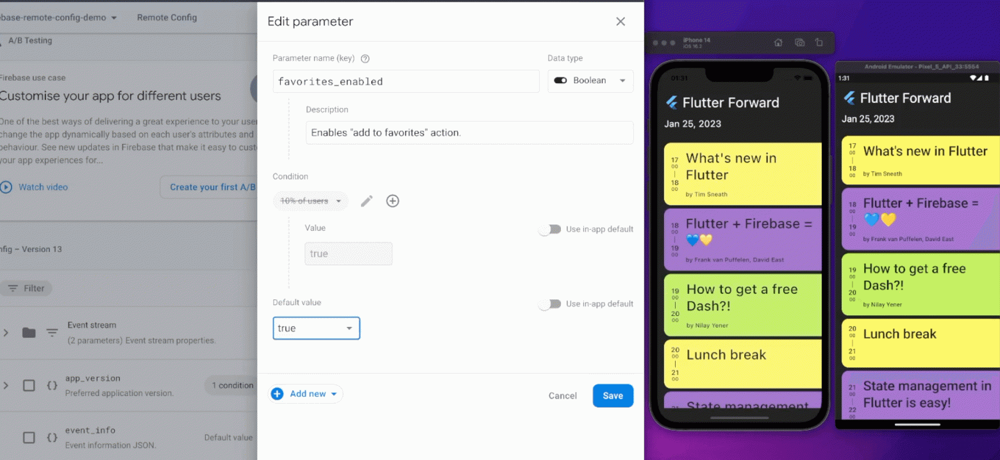 base-remote-config-demo
Remote Config
A/B Testing
Firebase use case
Customise your app for different users
One of the best ways of delivering a great experience to your
change the app dynamically based on each user's attributes and
behaviour. See new updates in Firebase that make it easy to
your app experiences for...
Watch video
Create your first A/B
nfig – Version 13
Filter
Event stream
(2 parameters) Event stream properties.
app_version
Preferred application version.
1 condition
event_info
Event information JSON.
Default value
Edit parameter
Parameter name (key)
Data type
favorites_enabled
Boolean
Description
Enables "add to favorites" action.
Condition
10% of users
Value
Use in-app default
true
Default value
Use in-app default
true
Add new
Cancel
Save
iPhone 14
iOS 16.2
01:31
Flutter Forward
Jan 25, 2023
17
00
18
00
What's new in
Flutter
by Tim Sneath
18
00
19
00
Flutter + Firebase =
💙💛
by Frank van Puffelen, David East
19
00
20
00
How to get a free
Dash?!
by Nilay Yener
20
00
21
00
Lunch break
21
State management
Android Emulator - Pixel_5_API_33:5554
1:31
Flutter Forward
Jan 25, 2023
17
00
18
00
What's new in Flutter
by Tim Sneath
18
00
19
00
Flutter + Firebase =
💙💛
by Frank van Puffelen, David East
19
00
20
00
How to get a free
Dash?!
by Nilay Yener
20
00
21
00
Lunch break
21
00
22
00
State management in
Flutter is easy!